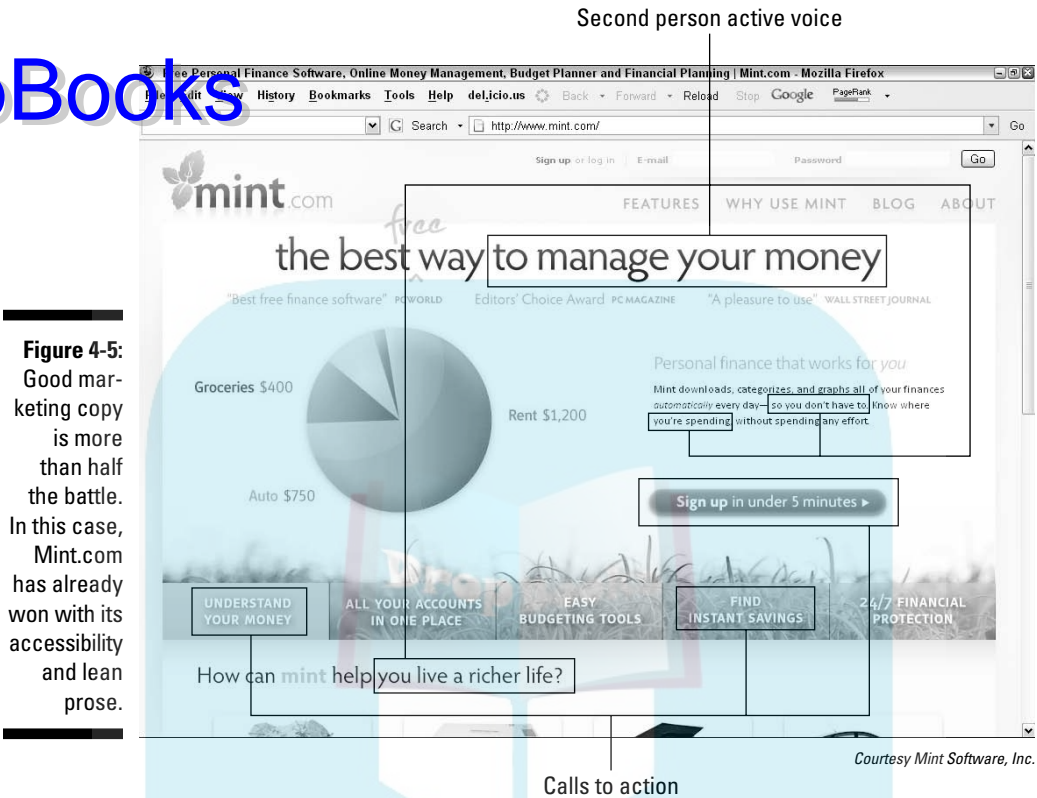 Second person active voice
oBooks
Free Personal Finance Software, Online Money Management, Budget Planner and Financial Planning | Mint.com - Mozilla Firefox
File Edit View History Bookmarks Tools Help del.icio.us Back Forward Reload Stop Google PageRank
G Search http://www.mint.com/ Go
Sign up or log in E-mail Password Go
mint.com
FEATURES WHY USE MINT BLOG ABOUT
free
the best way to manage your money
"Best free finance software" PCWORLD Editors' Choice Award PC MAGAZINE "A pleasure to use" WALL STREET JOURNAL
Personal finance that works for you
Mint downloads, categorizes, and graphs all of your finances
automatically every day— so you don't have to. Know where
you're spending, without spending any effort.
Groceries $400
Rent $1,200
Auto $750
Sign up in under 5 minutes
Drop
UNDERSTAND
YOUR MONEY
ALL YOUR ACCOUNTS
IN ONE PLACE
EASY
BUDGETING TOOLS
FIND
INSTANT SAVINGS
24/7 FINANCIAL
PROTECTION
How can mint help you live a richer life?
Figure 4-5:
Good mar-
keting copy
is more
than half
the battle.
In this case,
Mint.com
has already
won with its
accessibility
and lean
prose.
Courtesy Mint Software, Inc.
Calls to action